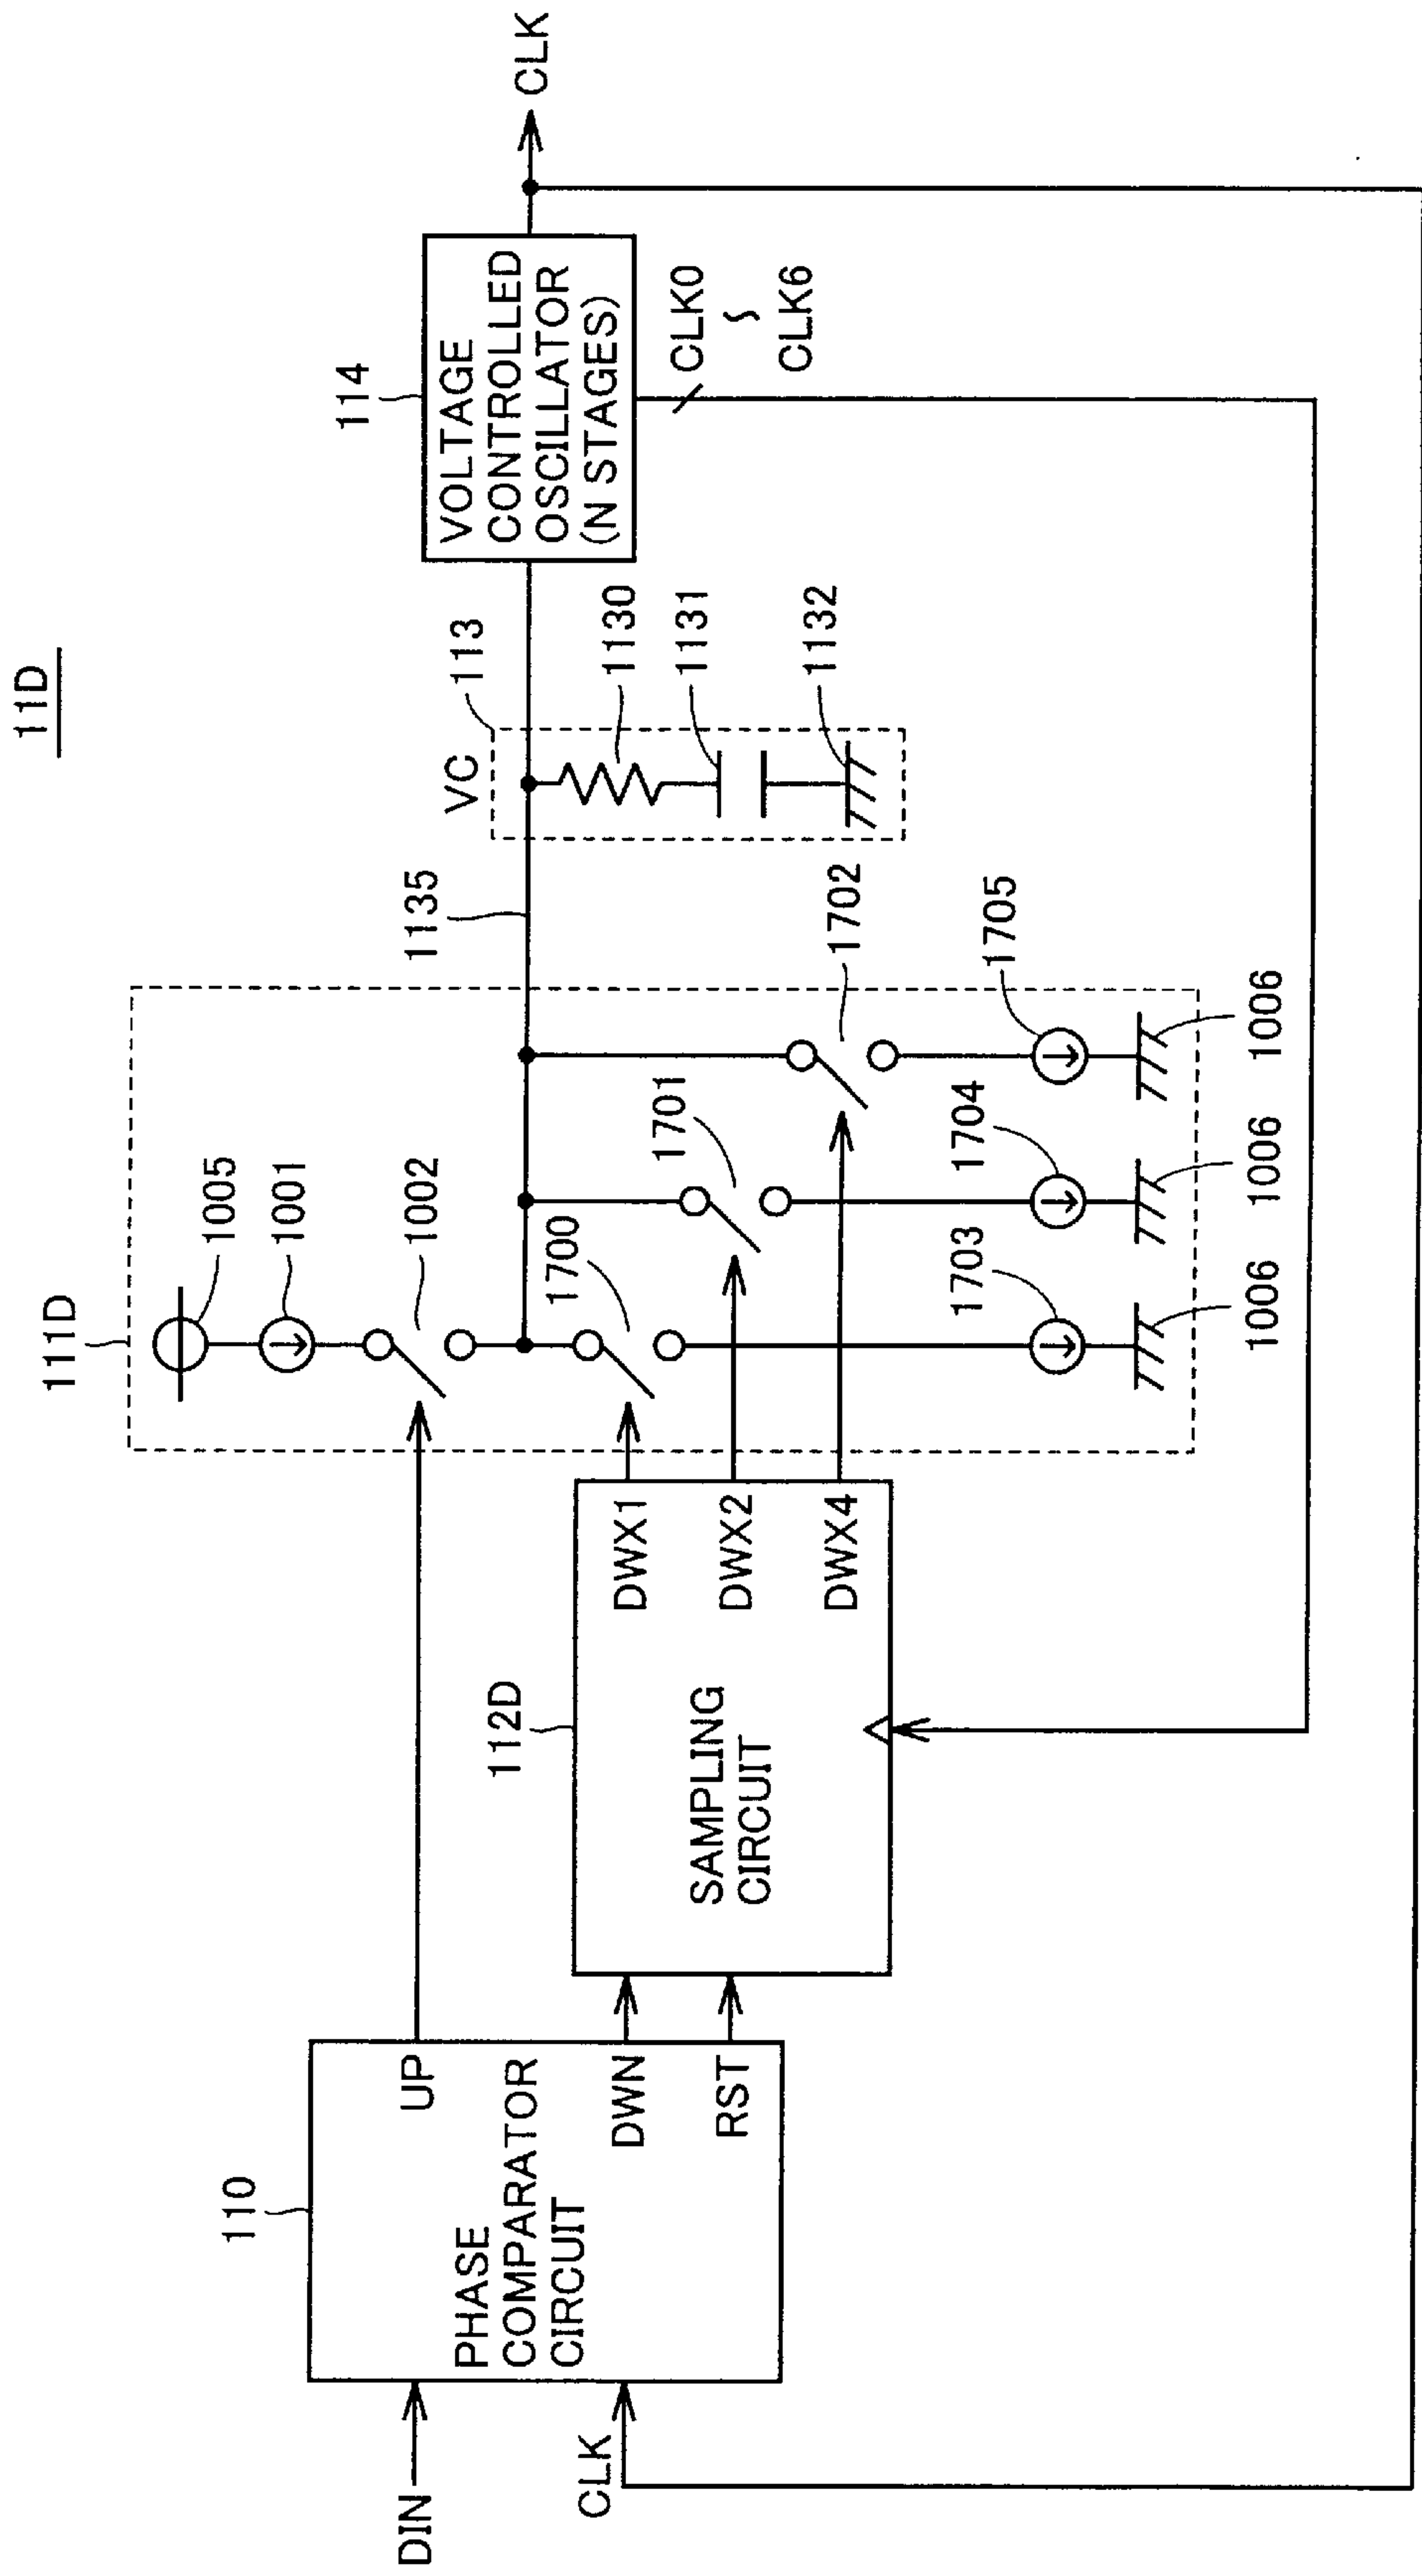 11D
111D
1005
1001
1002
1135
VC
113
114
VOLTAGE
CONTROLLED
OSCILLATOR
(N STAGES)
CLK
CLK0
~
CLK6
1130
1131
1132
1700
1701
1702
1703
1704
1705
1006
1006
1006
110
PHASE
COMPARATOR
CIRCUIT
UP
DWN
RST
DIN
CLK
112D
SAMPLING
CIRCUIT
DWX1
DWX2
DWX4